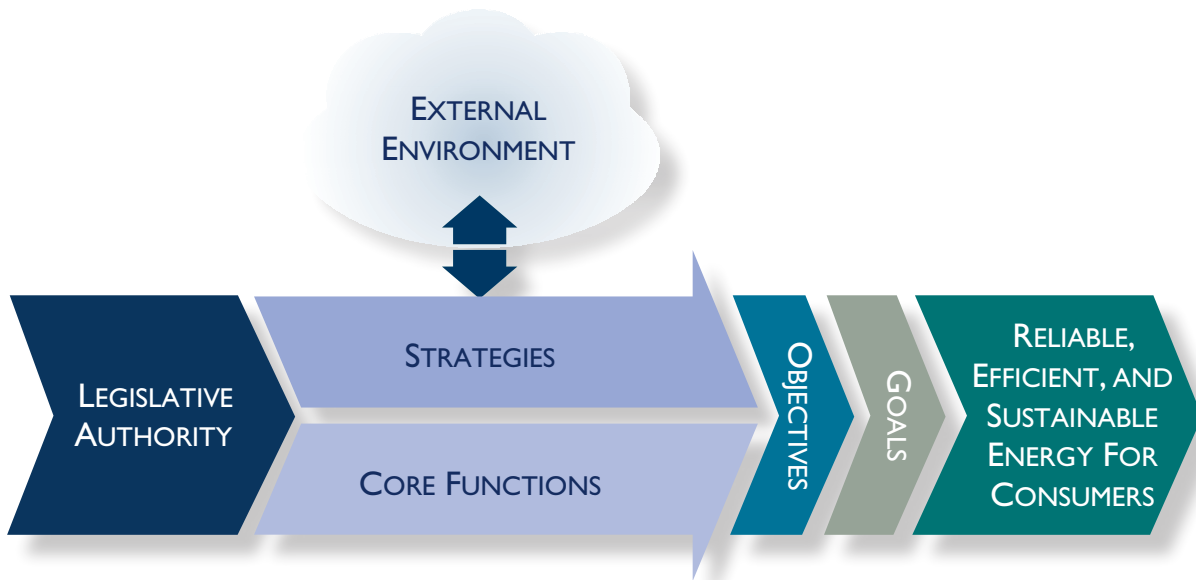 External
Environment
Strategies
Legislative
Authority
Core Functions
Objectives
Goals
Reliable,
Efficient, and
Sustainable
Energy For
Consumers